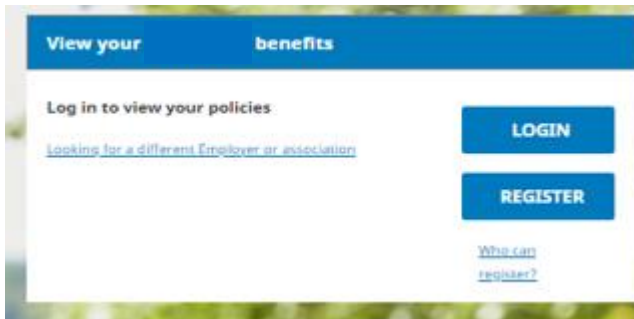 View your benefits
Log in to view your policies
Looking for a different Employer or association
LOGIN
REGISTER
Who can
register?